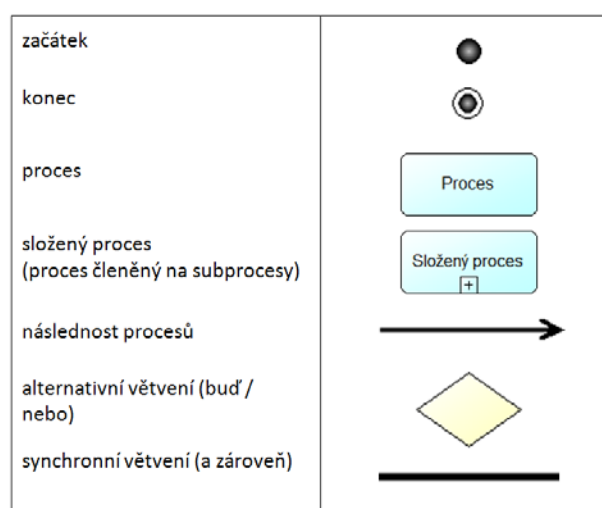 začátek
konec
proces
Proces
složený proces
(proces členěný na subprocesy)
Složený proces
+
následnost procesů
alternativní větvení (buď /
nebo)
synchronní větvení (a zároveň)